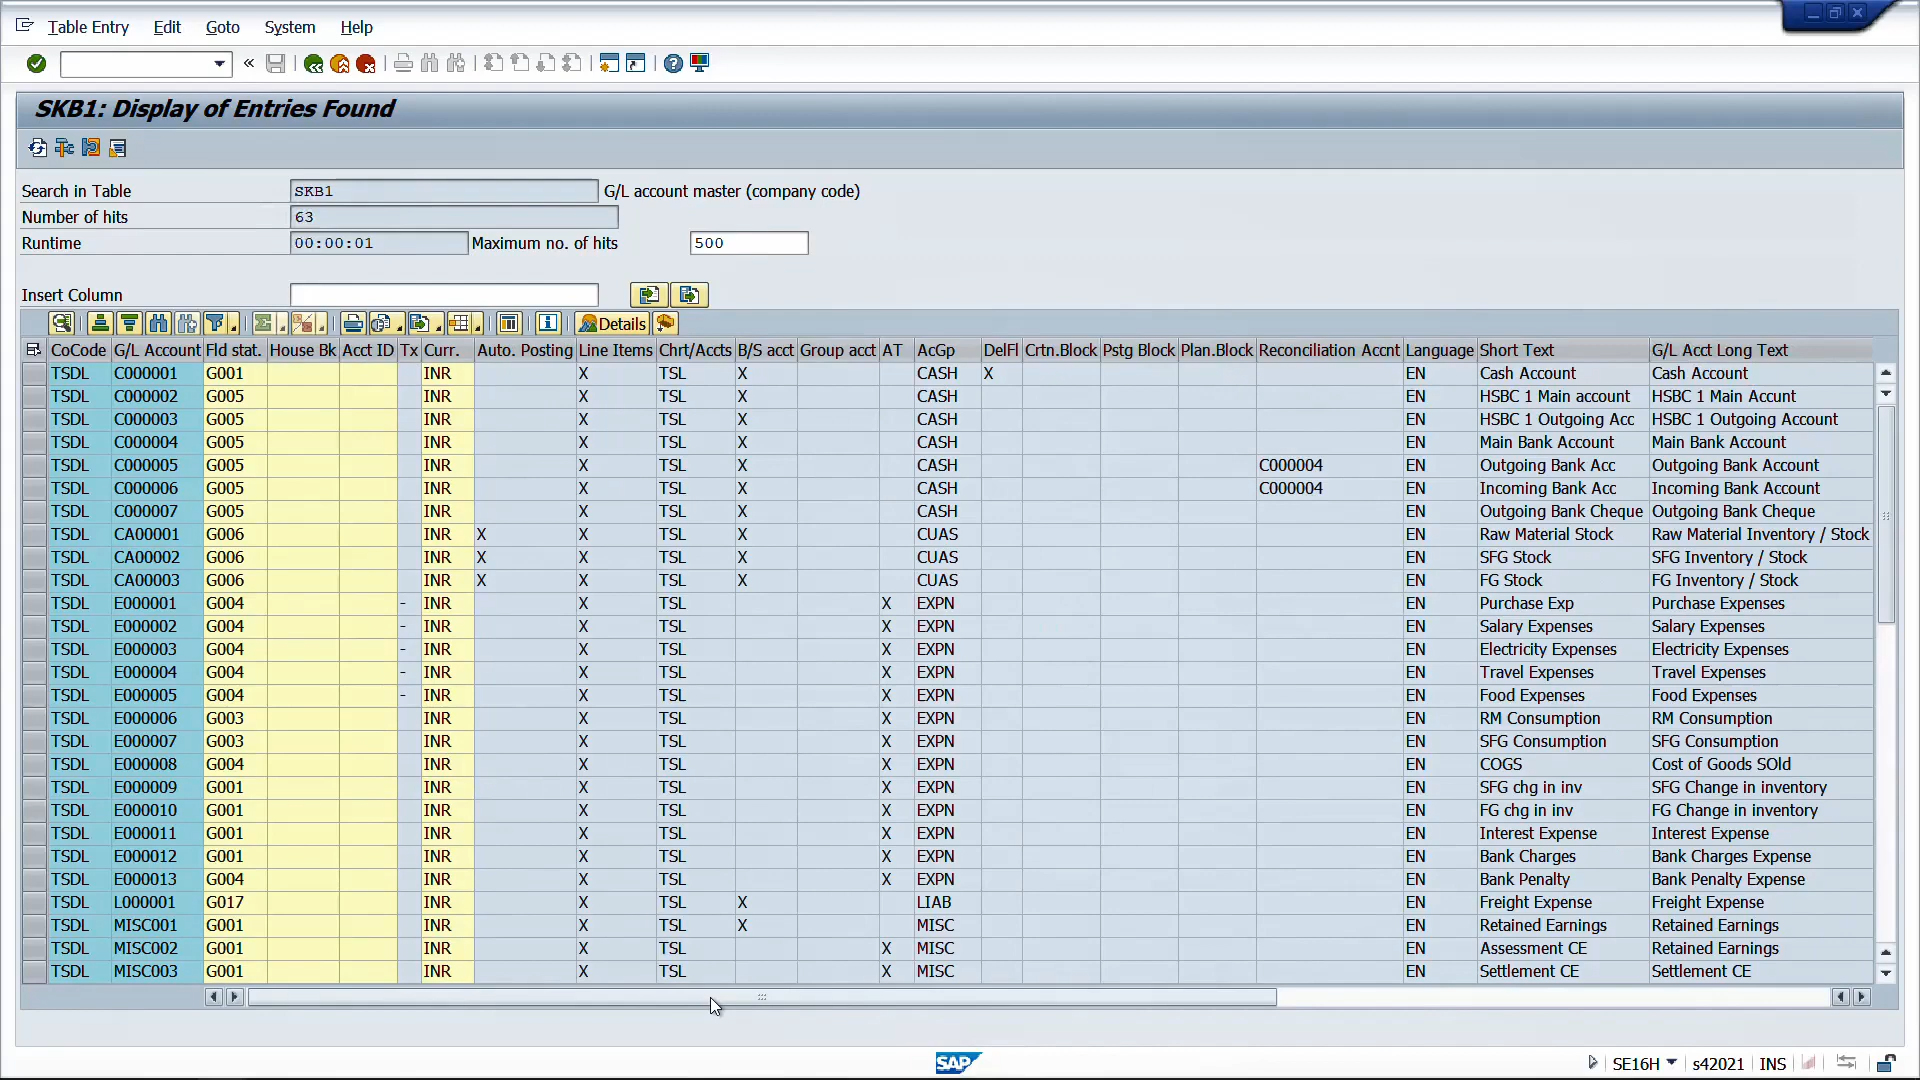 Table Entry Edit Goto System Help
SKB1: Display of Entries Found
Search in Table SKB1 G/L account master (company code)
Number of hits 63
Runtime 00:00:01 Maximum no. of hits 500
Insert Column
Details
CoCode G/L Account Fld stat. House Bk Acct ID Tx Curr. Auto. Posting Line Items Chrt/Accts B/S acct Group acct AT AcGp DelFl Crtn.Block Pstg Block Plan.Block Reconciliation Accnt Language Short Text G/L Acct Long Text
TSDL C000001 G001 INR X TSL X CASH X EN Cash Account Cash Account
TSDL C000002 G005 INR X TSL X CASH EN HSBC 1 Main account HSBC 1 Main Accunt
TSDL C000003 G005 INR X TSL X CASH EN HSBC 1 Outgoing Acc HSBC 1 Outgoing Account
TSDL C000004 G005 INR X TSL X CASH EN Main Bank Account Main Bank Account
TSDL C000005 G005 INR X TSL X CASH C000004 EN Outgoing Bank Acc Outgoing Bank Account
TSDL C000006 G005 INR X TSL X CASH C000004 EN Incoming Bank Acc Incoming Bank Account
TSDL C000007 G005 INR X TSL X CASH EN Outgoing Bank Cheque Outgoing Bank Cheque
TSDL CA00001 G006 INR X X TSL X CUAS EN Raw Material Stock Raw Material Inventory / Stock
TSDL CA00002 G006 INR X X TSL X CUAS EN SFG Stock SFG Inventory / Stock
TSDL CA00003 G006 INR X X TSL X CUAS EN FG Stock FG Inventory / Stock
TSDL E000001 G004 - INR X TSL X EXPN EN Purchase Exp Purchase Expenses
TSDL E000002 G004 - INR X TSL X EXPN EN Salary Expenses Salary Expenses
TSDL E000003 G004 - INR X TSL X EXPN EN Electricity Expenses Electricity Expenses
TSDL E000004 G004 - INR X TSL X EXPN EN Travel Expenses Travel Expenses
TSDL E000005 G004 - INR X TSL X EXPN EN Food Expenses Food Expenses
TSDL E000006 G003 INR X TSL X EXPN EN RM Consumption RM Consumption
TSDL E000007 G003 INR X TSL X EXPN EN SFG Consumption SFG Consumption
TSDL E000008 G004 INR X TSL X EXPN EN COGS Cost of Goods SOld
TSDL E000009 G001 INR X TSL X EXPN EN SFG chg in inv SFG Change in inventory
TSDL E000010 G001 INR X TSL X EXPN EN FG chg in inv FG Change in inventory
TSDL E000011 G001 INR X TSL X EXPN EN Interest Expense Interest Expense
TSDL E000012 G001 INR X TSL X EXPN EN Bank Charges Bank Charges Expense
TSDL E000013 G004 INR X TSL X EXPN EN Bank Penalty Bank Penalty Expense
TSDL L000001 G017 INR X TSL X LIAB EN Freight Expense Freight Expense
TSDL MISC001 G001 INR X TSL X MISC EN Retained Earnings Retained Earnings
TSDL MISC002 G001 INR X TSL X MISC EN Assessment CE Retained Earnings
TSDL MISC003 G001 INR X TSL X MISC EN Settlement CE Settlement CE
SAP SE16H s42021 INS